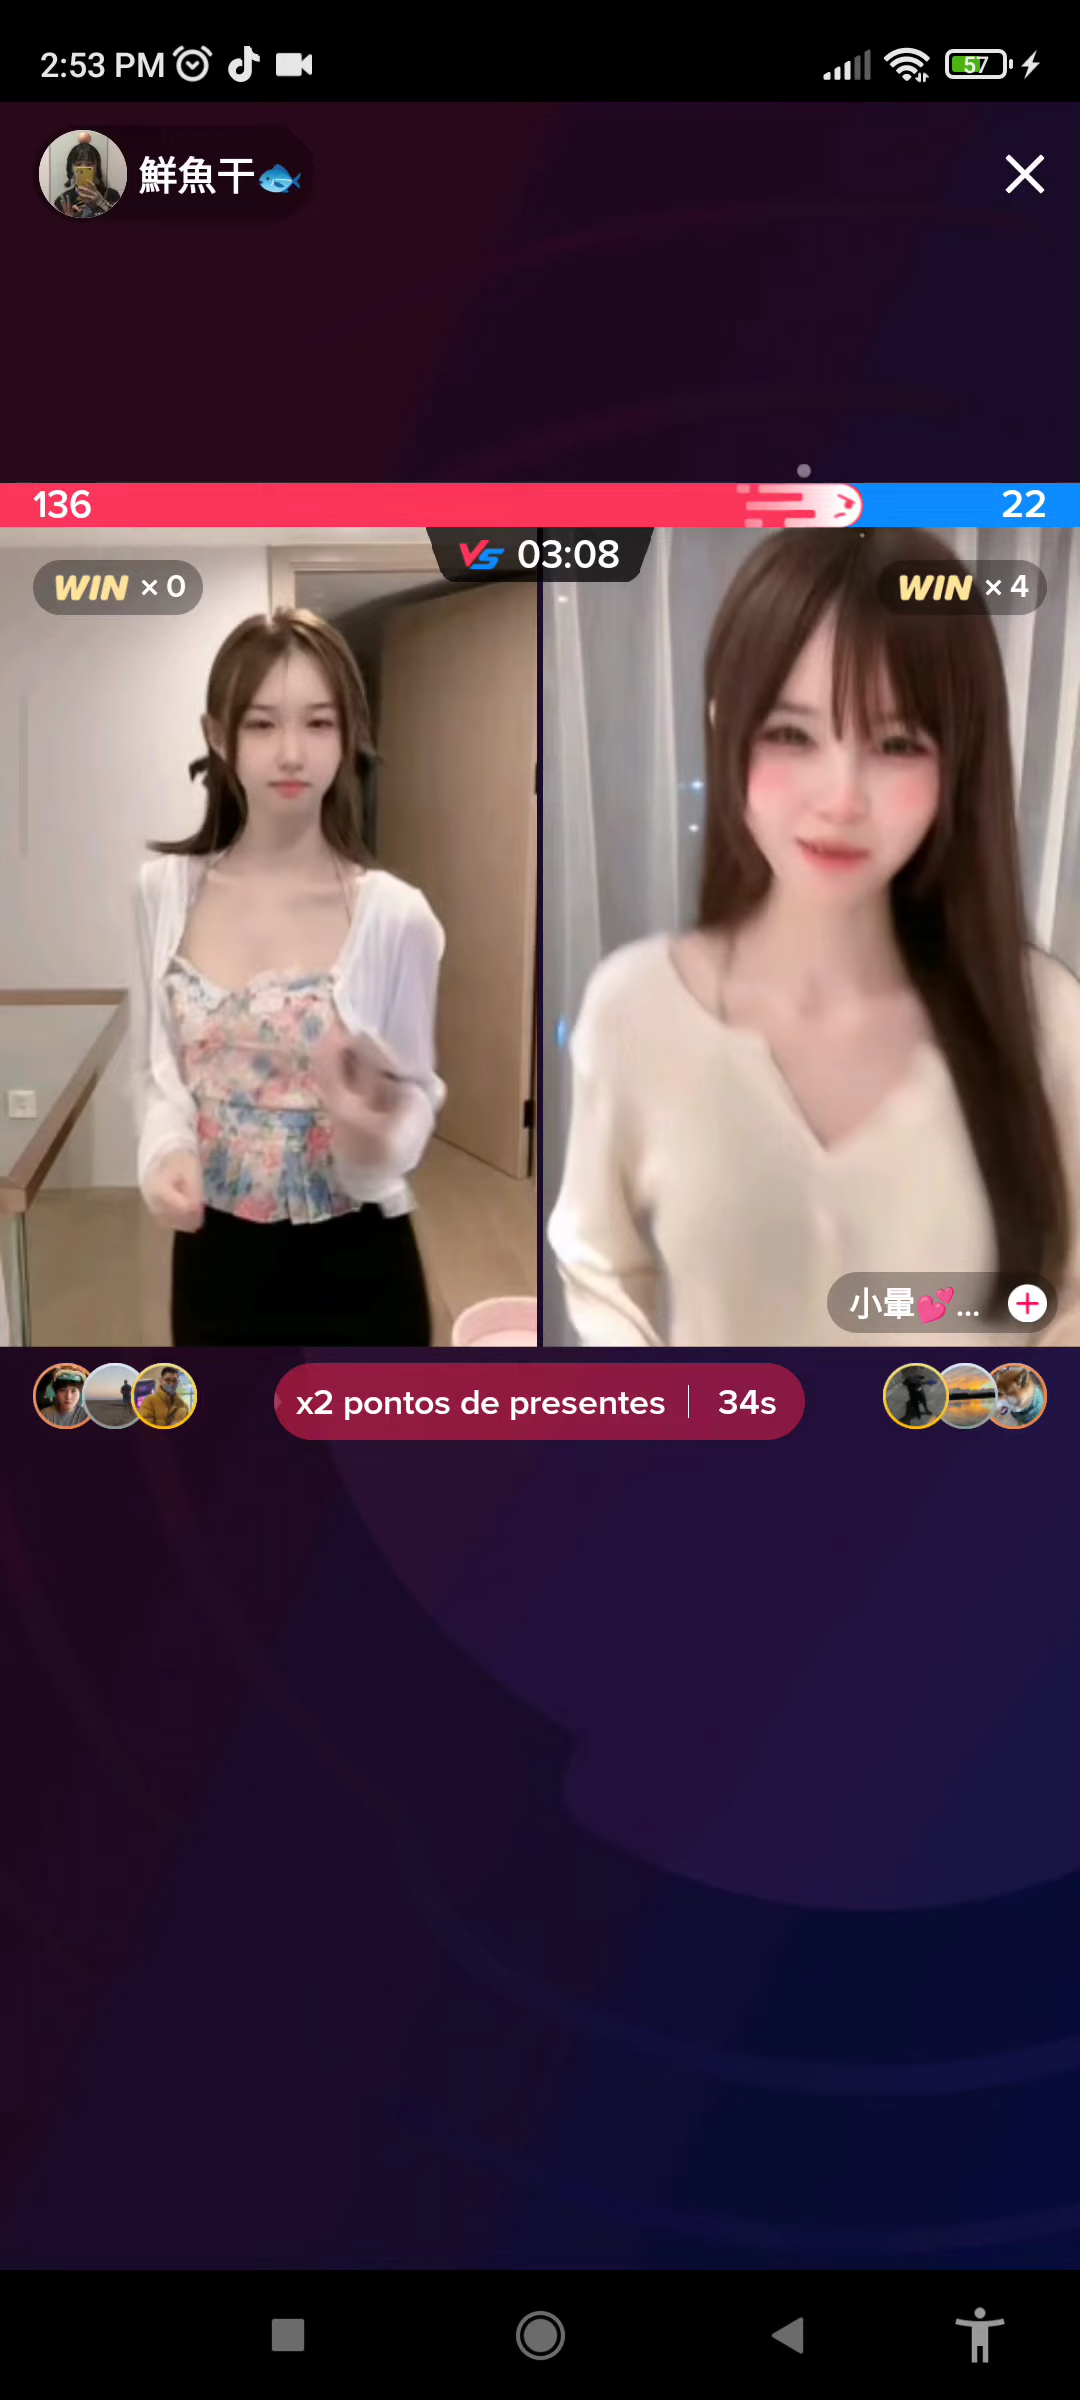 2:53 PM
57
鮮魚干
136
22
VS 03:08
WIN × 0
WIN × 4
小暈💕...
x2 pontos de presentes | 34s